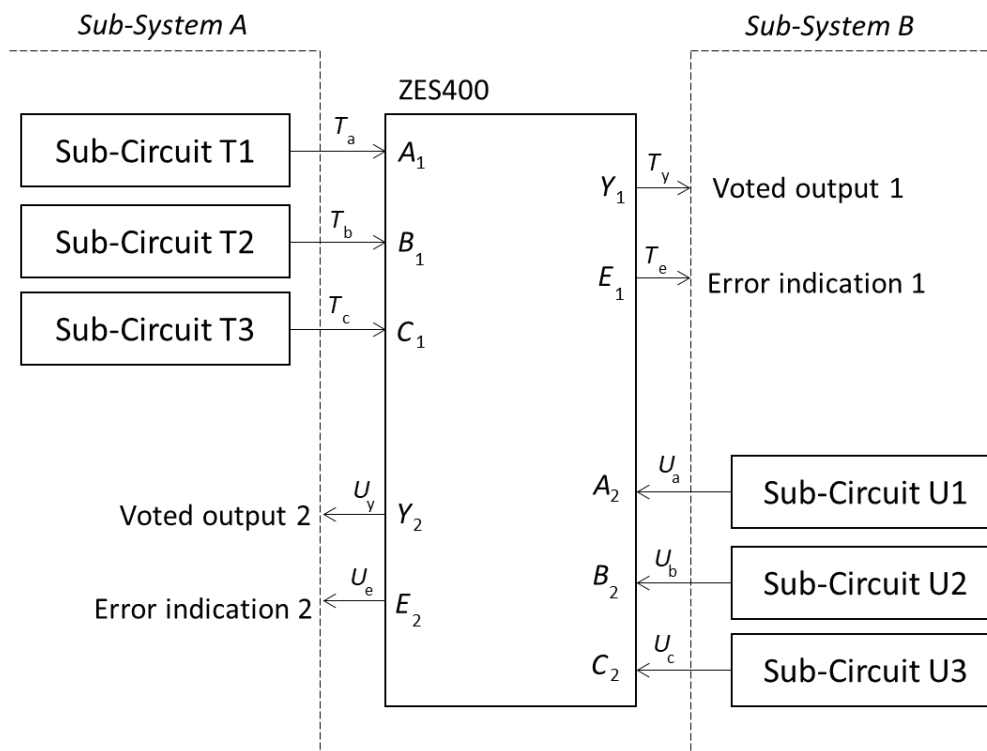 Sub-System A
Sub-System B
ZES400
Sub-Circuit T1
Ta
A1
Sub-Circuit T2
Tb
B1
Sub-Circuit T3
Tc
C1
Y1
Ty
Voted output 1
E1
Te
Error indication 1
Voted output 2
Uy
Y2
Error indication 2
Ue
E2
A2
Ua
Sub-Circuit U1
B2
Ub
Sub-Circuit U2
C2
Uc
Sub-Circuit U3